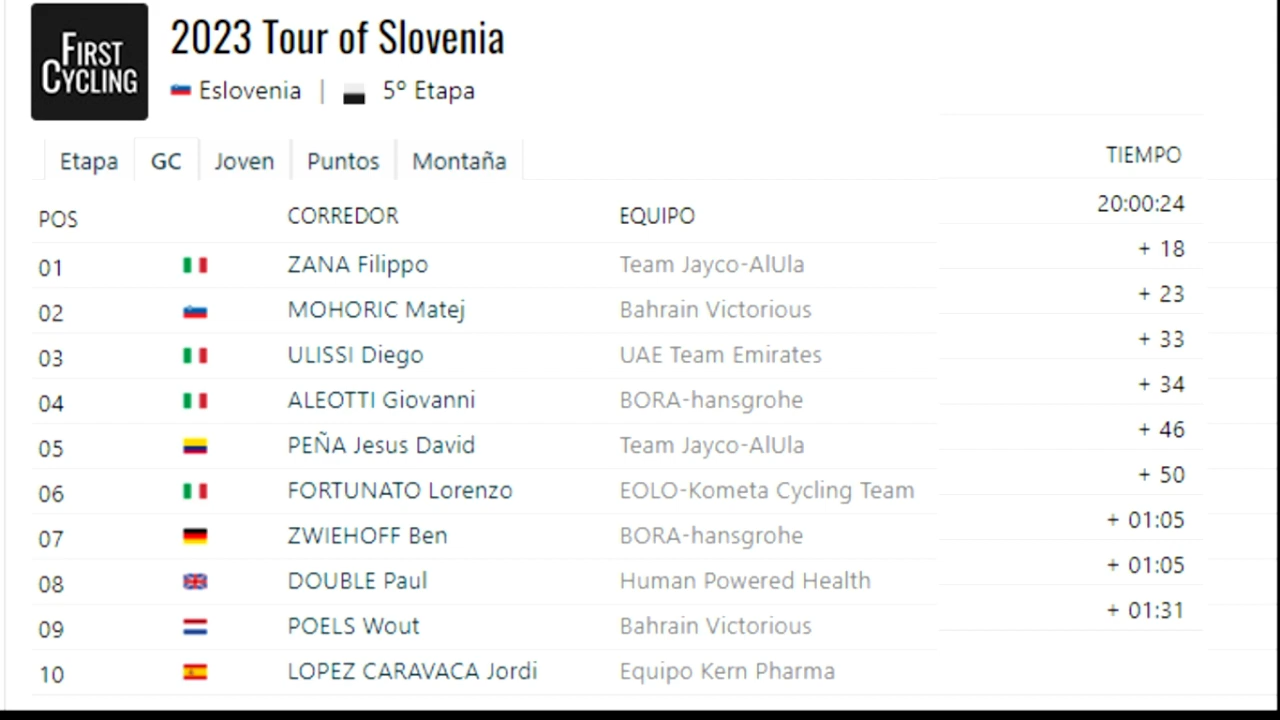 FIRST
CYCLING
2023 Tour of Slovenia
Eslovenia | 5º Etapa
Etapa GC Joven Puntos Montaña
TIEMPO
POS CORREDOR EQUIPO
20:00:24
01 ZANA Filippo Team Jayco-AlUla
+ 18
02 MOHORIC Matej Bahrain Victorious
+ 23
03 ULISSI Diego UAE Team Emirates
+ 33
04 ALEOTTI Giovanni BORA-hansgrohe
+ 34
05 PEÑA Jesus David Team Jayco-AlUla
+ 46
06 FORTUNATO Lorenzo EOLO-Kometa Cycling Team
+ 50
07 ZWIEHOFF Ben BORA-hansgrohe
+ 01:05
08 DOUBLE Paul Human Powered Health
+ 01:05
09 POELS Wout Bahrain Victorious
+ 01:31
10 LOPEZ CARAVACA Jordi Equipo Kern Pharma